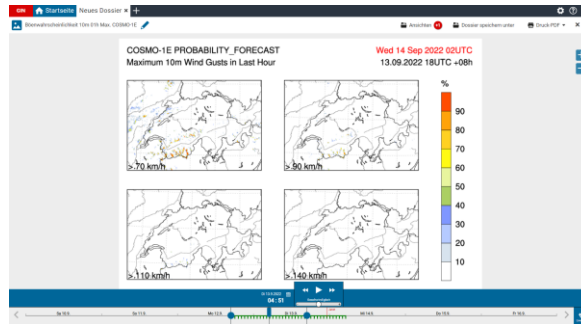 GIN Startseite Neues Dossier × +
Böenwahrscheinlichkeit 10m 01h Max. COSMO-1E
Ansichten
Dossier speichern unter
Druck-PDF
COSMO-1E PROBABILITY_FORECAST
Wed 14 Sep 2022 02UTC
Maximum 10m Wind Gusts in Last Hour
13.09.2022 18UTC +08h
%
>.70 km/h
>.90 km/h
>.110 km/h
>.140 km/h
90
80
70
60
50
40
30
20
10
04:51